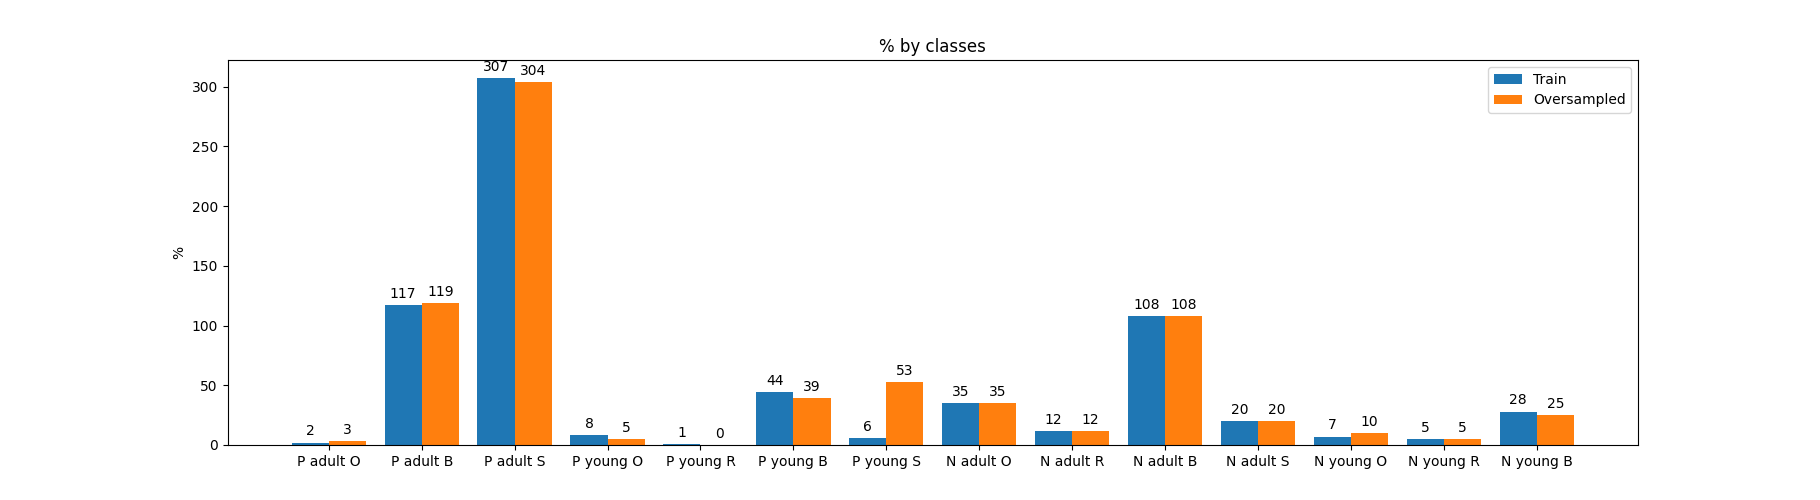 % by classes
Train
Oversampled
%
300
250
200
150
100
50
0
2 3 117 119 307 304 8 5 1 0 44 39 6 53 35 35 12 12 108 108 20 20 7 10 5 5 28 25
P adult O P adult B P adult S P young O P young R P young B P young S N adult O N adult R N adult B N adult S N young O N young R N young B